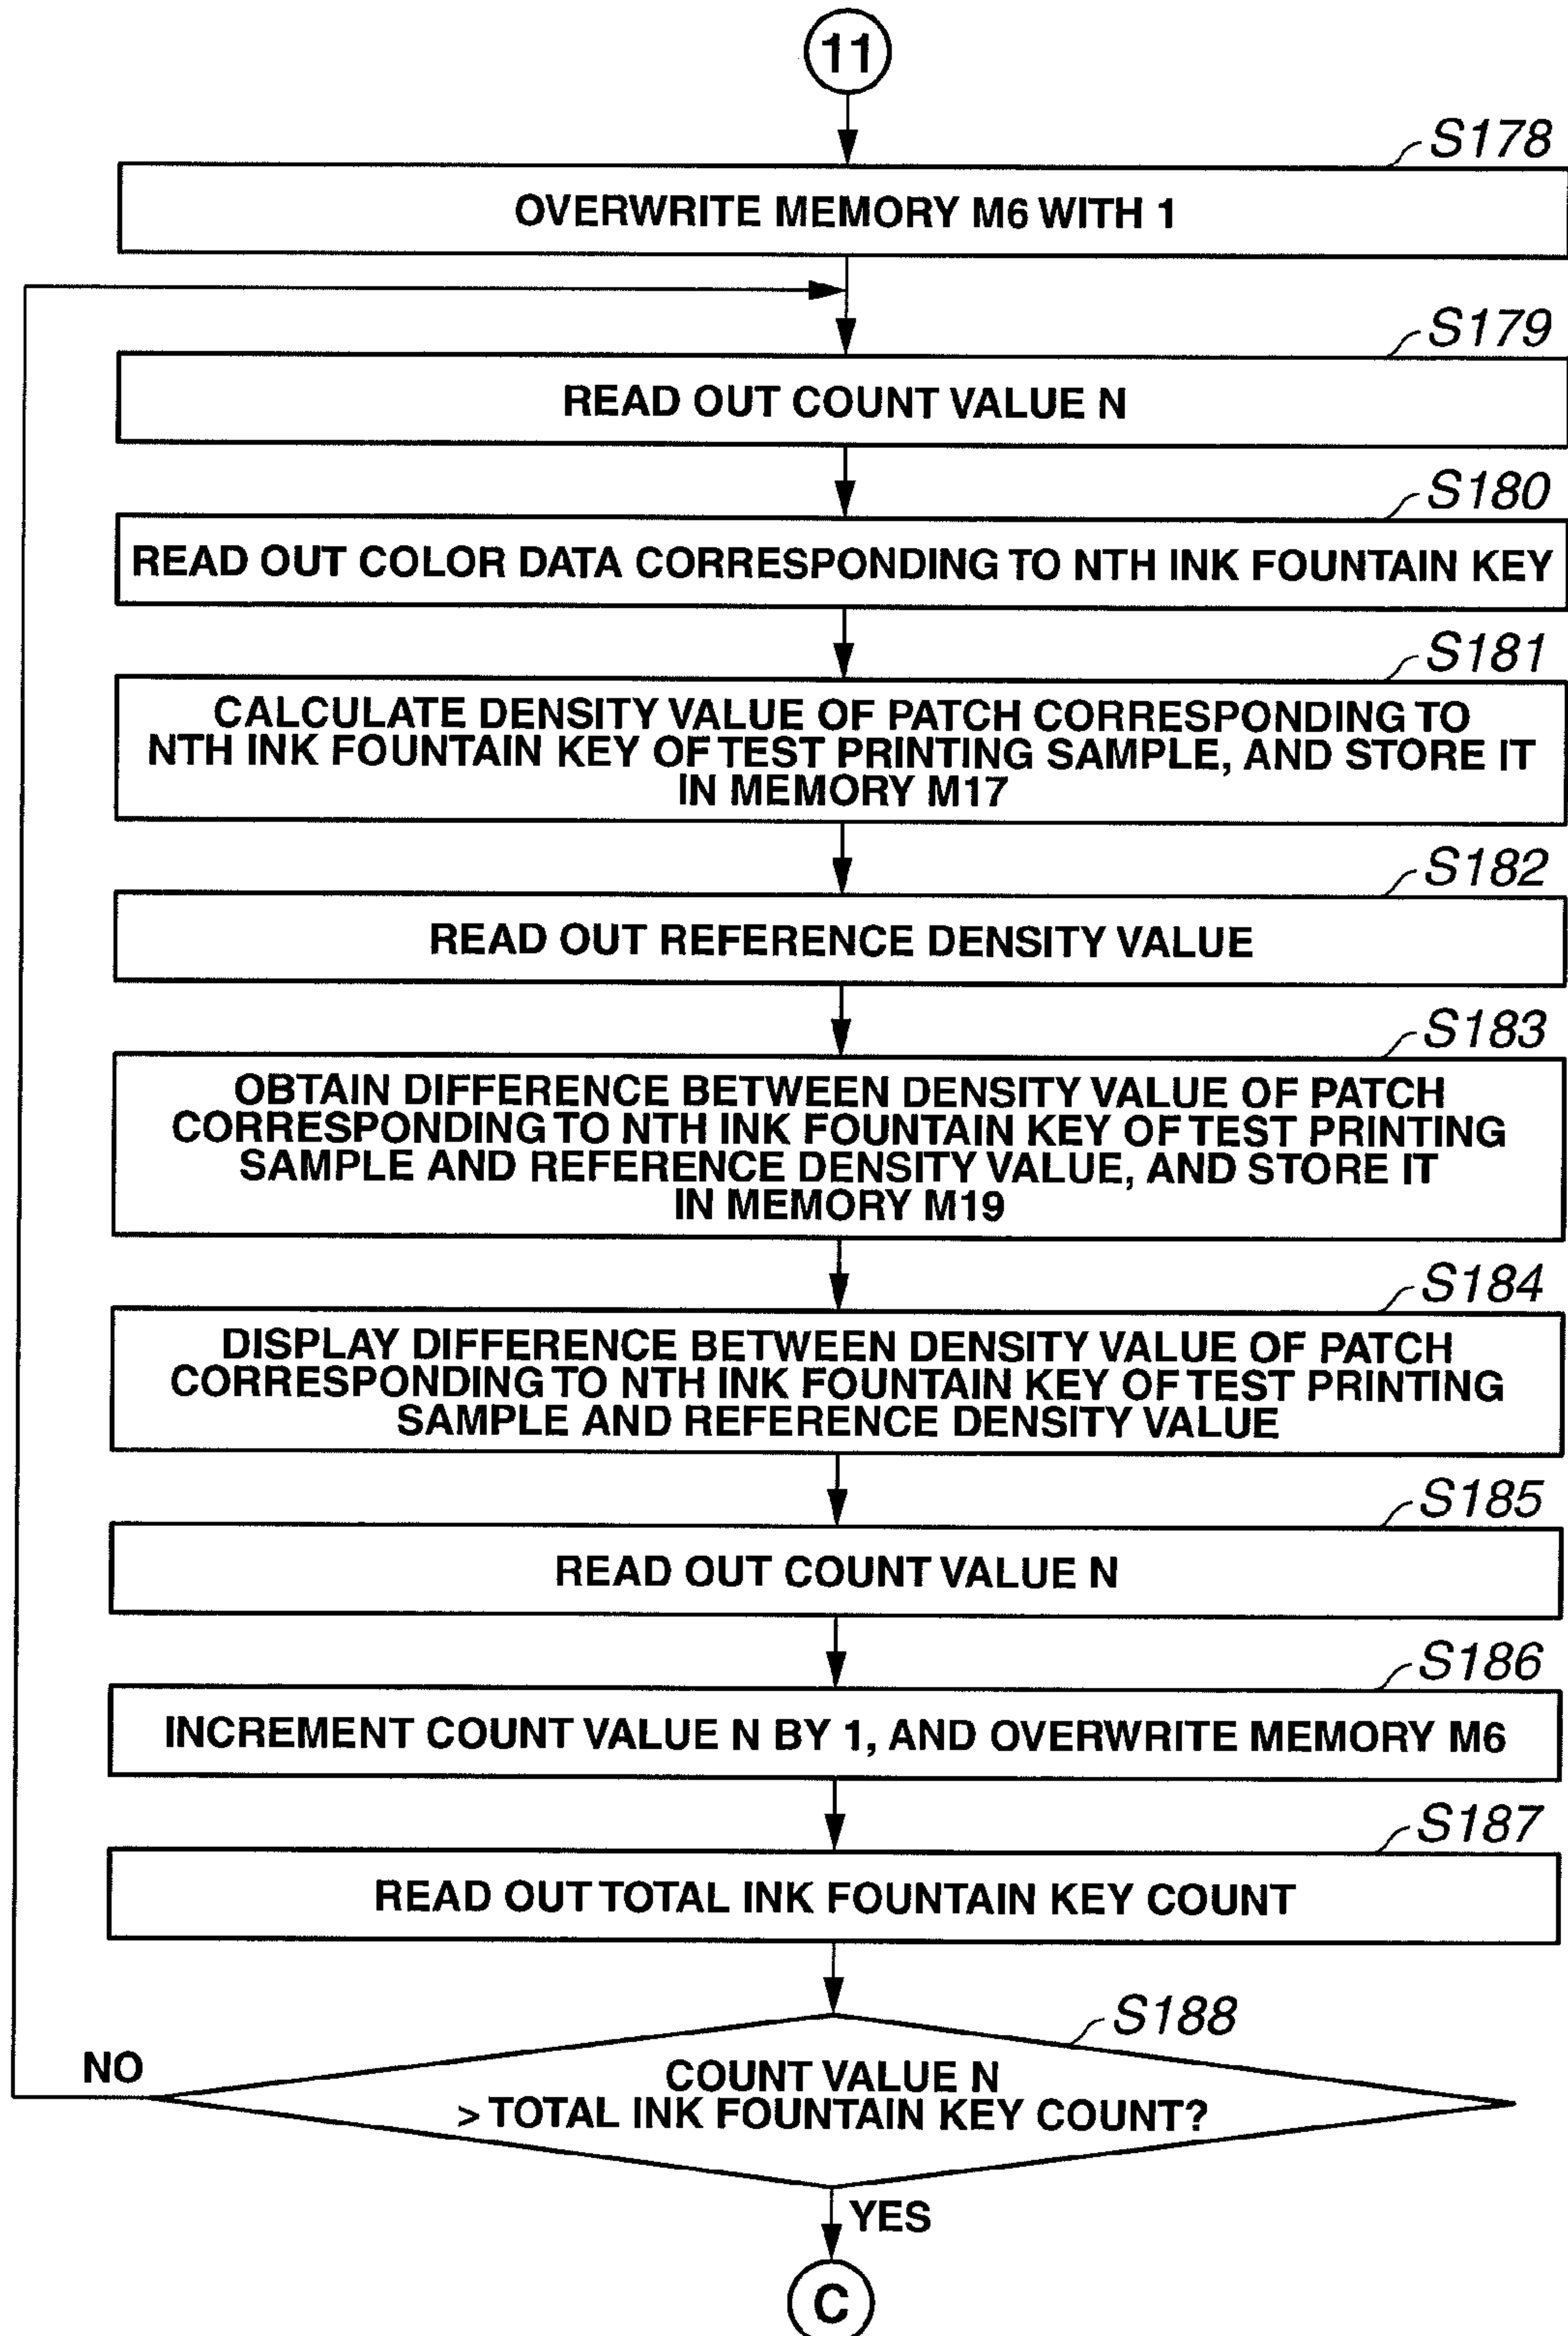 11
S178
OVERWRITE MEMORY M6 WITH 1
S179
READ OUT COUNT VALUE N
S180
READ OUT COLOR DATA CORRESPONDING TO NTH INK FOUNTAIN KEY
S181
CALCULATE DENSITY VALUE OF PATCH CORRESPONDING TO
NTH INK FOUNTAIN KEY OF TEST PRINTING SAMPLE, AND STORE IT
IN MEMORY M17
S182
READ OUT REFERENCE DENSITY VALUE
S183
OBTAIN DIFFERENCE BETWEEN DENSITY VALUE OF PATCH
CORRESPONDING TO NTH INK FOUNTAIN KEY OF TEST PRINTING
SAMPLE AND REFERENCE DENSITY VALUE, AND STORE IT
IN MEMORY M19
S184
DISPLAY DIFFERENCE BETWEEN DENSITY VALUE OF PATCH
CORRESPONDING TO NTH INK FOUNTAIN KEY OF TEST PRINTING
SAMPLE AND REFERENCE DENSITY VALUE
S185
READ OUT COUNT VALUE N
S186
INCREMENT COUNT VALUE N BY 1, AND OVERWRITE MEMORY M6
S187
READ OUT TOTAL INK FOUNTAIN KEY COUNT
S188
NO
COUNT VALUE N
> TOTAL INK FOUNTAIN KEY COUNT?
YES
C